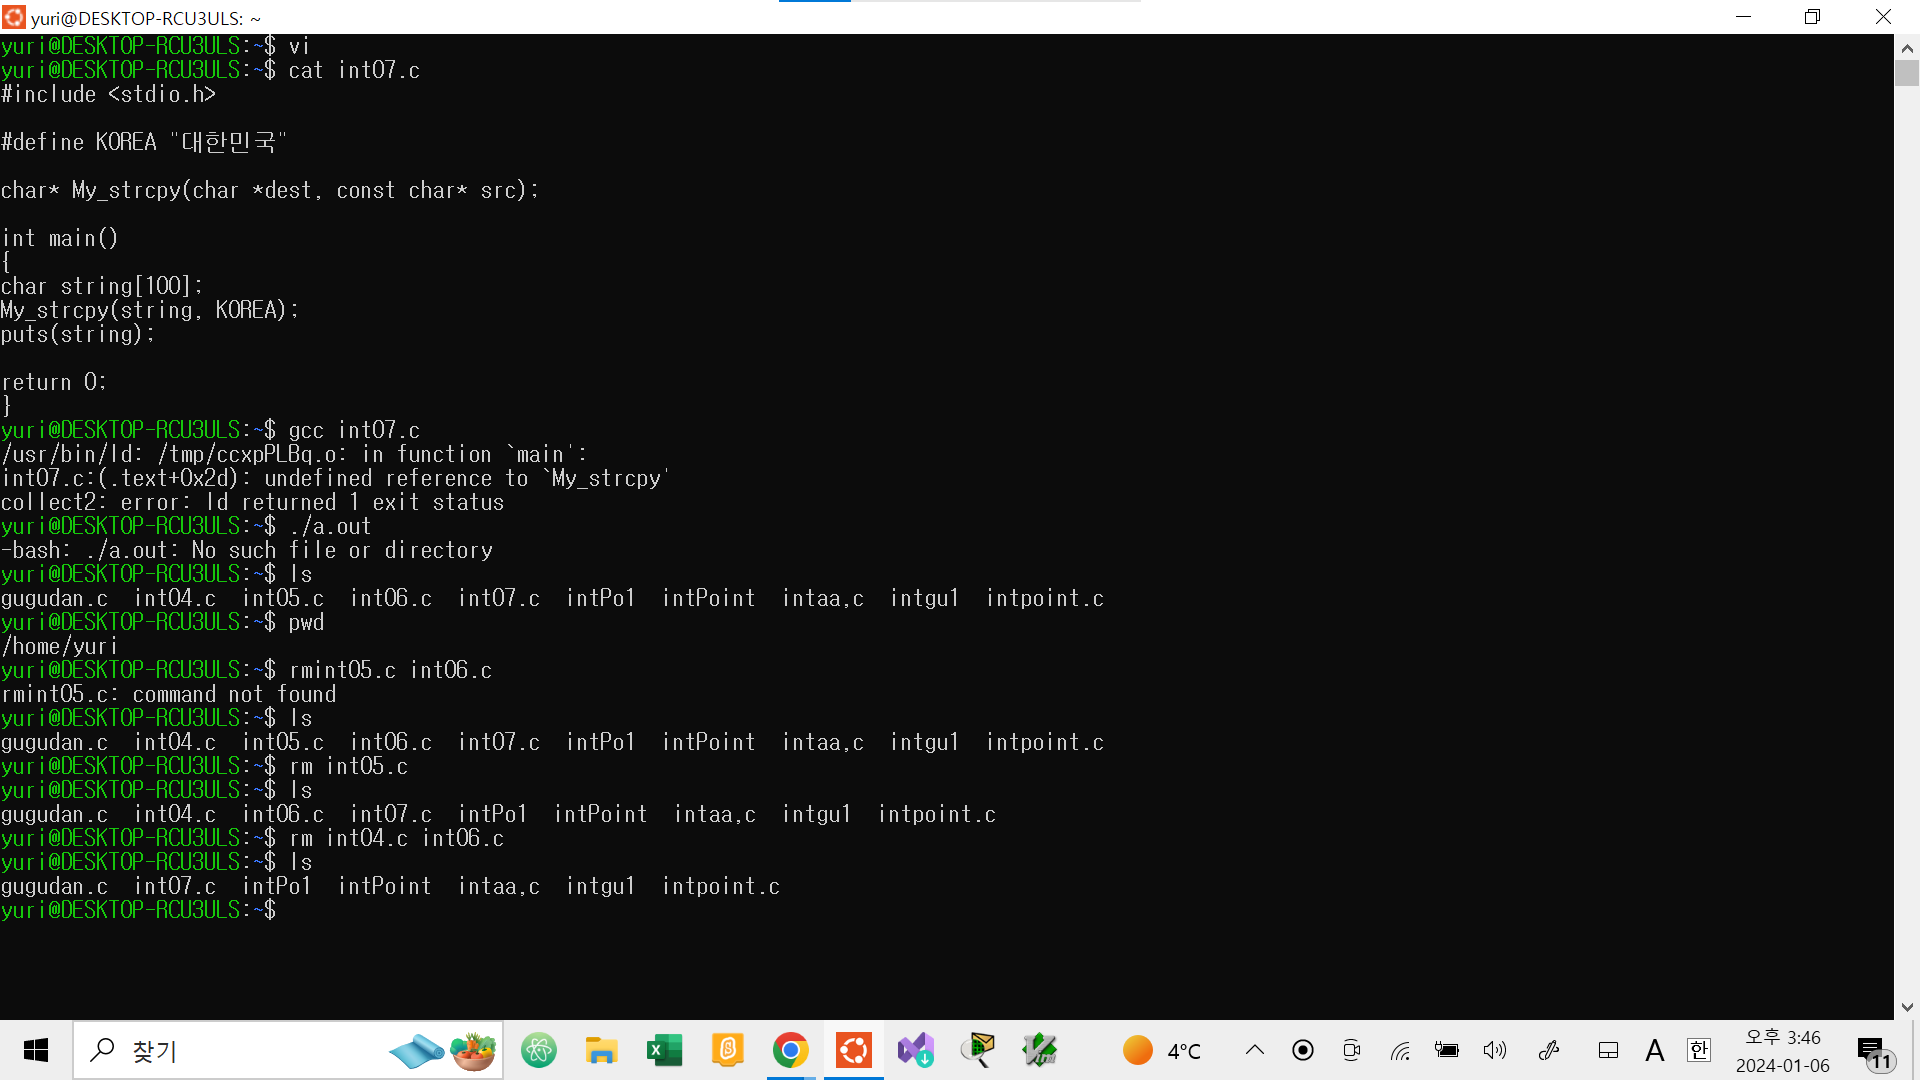 yuri@DESKTOP-RCU3ULS: ~
yuri@DESKTOP-RCU3ULS:~$ vi
yuri@DESKTOP-RCU3ULS:~$ cat int07.c
#include <stdio.h>
#define KOREA "대한민국"
char* My_strcpy(char *dest, const char* src);
int main()
{
char string[100];
My_strcpy(string, KOREA);
puts(string);
return 0;
}
yuri@DESKTOP-RCU3ULS:~$ gcc int07.c
/usr/bin/ld: /tmp/ccxpPLBq.o: in function `main':
int07.c:(.text+0x2d): undefined reference to `My_strcpy'
collect2: error: ld returned 1 exit status
yuri@DESKTOP-RCU3ULS:~$ ./a.out
-bash: ./a.out: No such file or directory
yuri@DESKTOP-RCU3ULS:~$ ls
gugudan.c  int04.c  int05.c  int06.c  int07.c  intPo1  intPoint  intaa,c  intgu1  intpoint.c
yuri@DESKTOP-RCU3ULS:~$ pwd
/home/yuri
yuri@DESKTOP-RCU3ULS:~$ rmint05.c int06.c
rmint05.c: command not found
yuri@DESKTOP-RCU3ULS:~$ ls
gugudan.c  int04.c  int05.c  int06.c  int07.c  intPo1  intPoint  intaa,c  intgu1  intpoint.c
yuri@DESKTOP-RCU3ULS:~$ rm int05.c
yuri@DESKTOP-RCU3ULS:~$ ls
gugudan.c  int04.c  int06.c  int07.c  intPo1  intPoint  intaa,c  intgu1  intpoint.c
yuri@DESKTOP-RCU3ULS:~$ rm int04.c int06.c
yuri@DESKTOP-RCU3ULS:~$ ls
gugudan.c  int07.c  intPo1  intPoint  intaa,c  intgu1  intpoint.c
yuri@DESKTOP-RCU3ULS:~$
찾기
4°C
A
한
오후 3:46
2024-01-06
11